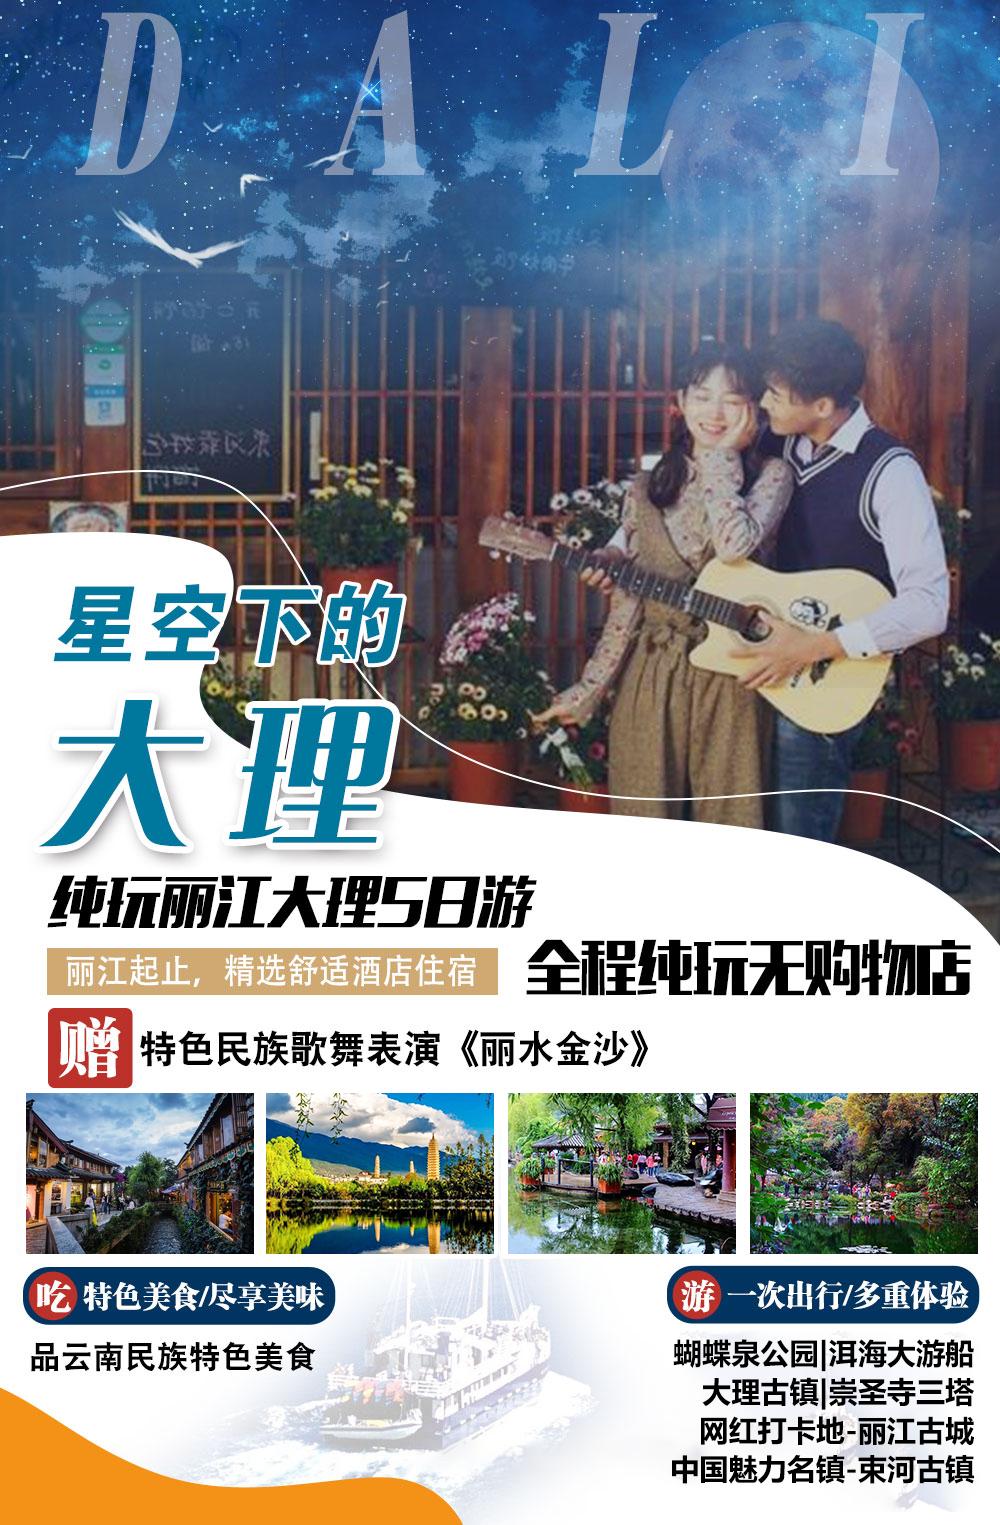 DALI
星空下的
大理
纯玩丽江大理5日游
丽江起止，精选舒适酒店住宿
全程纯玩无购物店
赠 特色民族歌舞表演《丽水金沙》
吃 特色美食/尽享美味
品云南民族特色美食
游 一次出行/多重体验
蝴蝶泉公园|洱海大游船
大理古镇|崇圣寺三塔
网红打卡地-丽江古城
中国魅力名镇-束河古镇